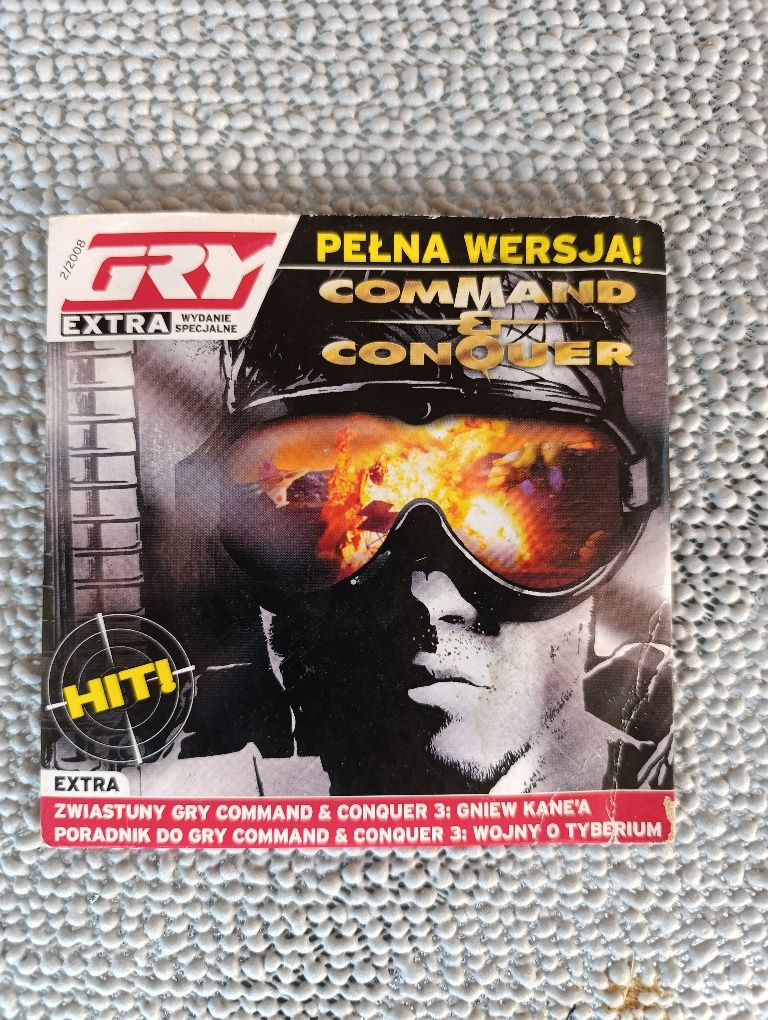 2/2008
GRY
EXTRA
WYDANIE
SPECJALNE
PEŁNA WERSJA!
COMMAND
&
CONQUER
HIT!
EXTRA
ZWIASTUNY GRY COMMAND & CONQUER 3: GNIEW KANE'A
PORADNIK DO GRY COMMAND & CONQUER 3: WOJNY O TYBERIUM